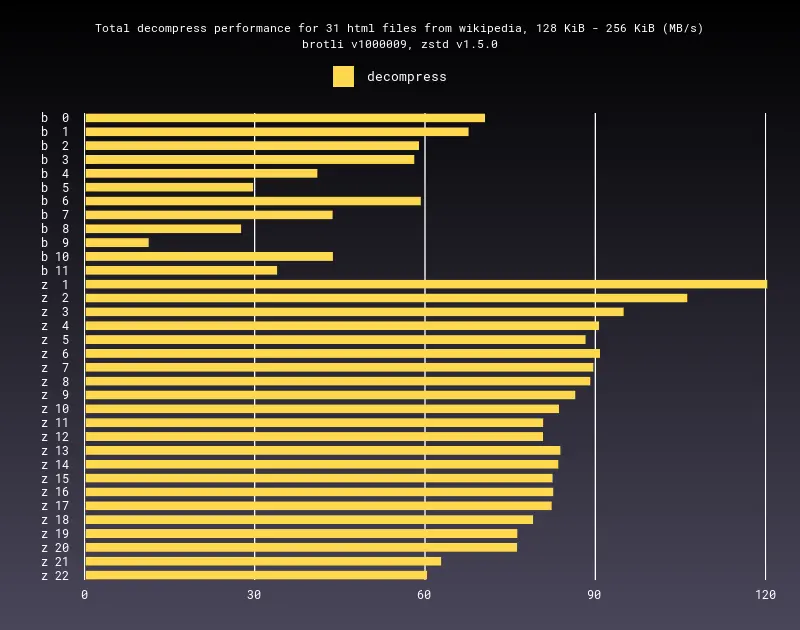 Total decompress performance for 31 html files from wikipedia, 128 KiB - 256 KiB (MB/s)
brotli v1000009, zstd v1.5.0
decompress
b 0
b 1
b 2
b 3
b 4
b 5
b 6
b 7
b 8
b 9
b 10
b 11
z 1
z 2
z 3
z 4
z 5
z 6
z 7
z 8
z 9
z 10
z 11
z 12
z 13
z 14
z 15
z 16
z 17
z 18
z 19
z 20
z 21
z 22
0 30 60 90 120